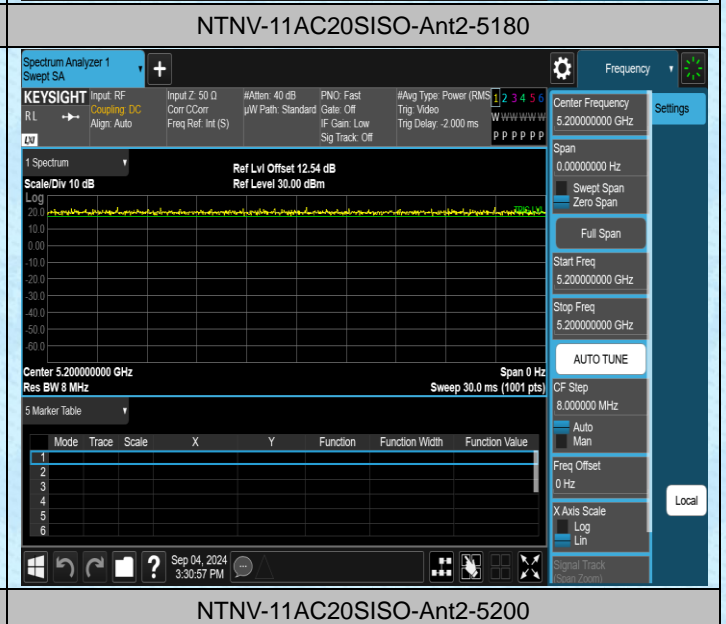 NTNV-11AC20SISO-Ant2-5180
Spectrum Analyzer 1
Swept SA
Frequency
KEYSIGHT
RL
LXI
Input: RF
Coupling: DC
Align: Auto
Input Z: 50 Ω
Corr CCorr
Freq Ref: Int (S)
#Atten: 40 dB
µW Path: Standard
PNO: Fast
Gate: Off
IF Gain: Low
Sig Track: Off
#Avg Type: Power (RMS
Trig: Video
Trig Delay: -2.000 ms
1 2 3 4 5 6
W W W W W W
P P P P P P
Center Frequency
5.200000000 GHz
Settings
Span
0.00000000 Hz
Swept Span
Zero Span
Full Span
Start Freq
5.200000000 GHz
Stop Freq
5.200000000 GHz
AUTO TUNE
CF Step
8.000000 MHz
Auto
Man
Freq Offset
0 Hz
X Axis Scale
Log
Lin
Signal Track
(Span Zoom)
Local
1 Spectrum
Scale/Div 10 dB
Ref Lvl Offset 12.54 dB
Ref Level 30.00 dBm
Log
TRIG LVL
20.0
10.0
0.00
-10.0
-20.0
-30.0
-40.0
-50.0
-60.0
Center 5.200000000 GHz
Span 0 Hz
Res BW 8 MHz
Sweep 30.0 ms (1001 pts)
5 Marker Table
Mode Trace Scale X Y Function Function Width Function Value
1
2
3
4
5
6
?
Sep 04, 2024
3:30:57 PM
NTNV-11AC20SISO-Ant2-5200